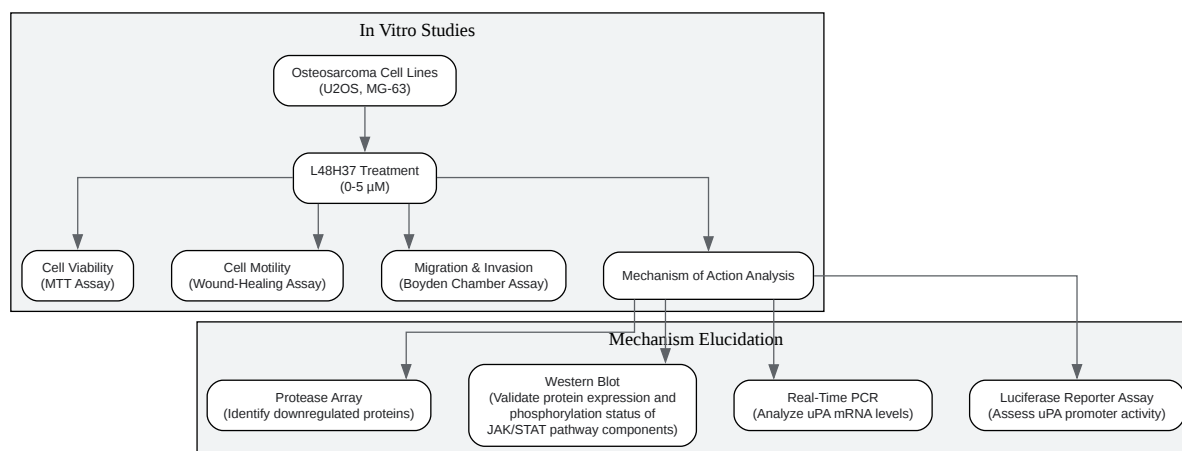 In Vitro Studies
Osteosarcoma Cell Lines
(U2OS, MG-63)
L48H37 Treatment
(0-5 µM)
Cell Viability
(MTT Assay)
Cell Motility
(Wound-Healing Assay)
Migration & Invasion
(Boyden Chamber Assay)
Mechanism of Action Analysis
Mechanism Elucidation
Protease Array
(Identify downregulated proteins)
Western Blot
(Validate protein expression and
phosphorylation status of
JAK/STAT pathway components)
Real-Time PCR
(Analyze uPA mRNA levels)
Luciferase Reporter Assay
(Assess uPA promoter activity)